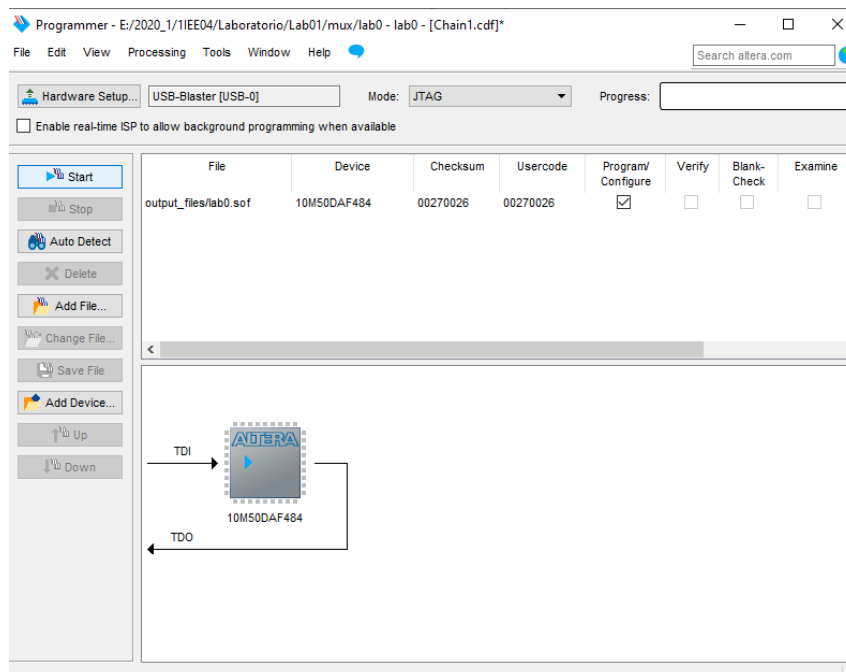 Programmer - E:/2020_1/1IEE04/Laboratorio/Lab01/mux/lab0 - lab0 - [Chain1.cdf]*
File Edit View Processing Tools Window Help
Search altera.com
Hardware Setup... USB-Blaster [USB-0] Mode: JTAG Progress:
Enable real-time ISP to allow background programming when available
Start
Stop
Auto Detect
Delete
Add File...
Change File...
Save File
Add Device...
Up
Down
File Device Checksum Usercode Program/ Verify Blank- Examine
Configure Check
output_files/lab0.sof 10M50DAF484 00270026 00270026
TDI
ALTERA
10M50DAF484
TDO